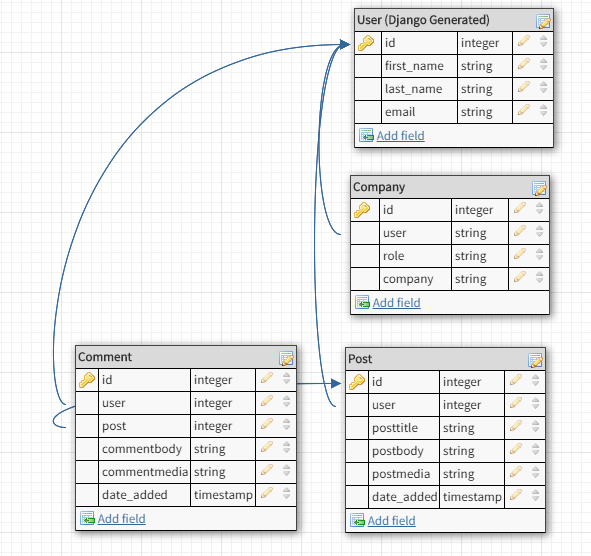 User (Django Generated)
id integer
first_name string
last_name string
email string
Add field
Company
id integer
user string
role string
company string
Add field
Comment
id integer
user integer
post integer
commentbody string
commentmedia string
date_added timestamp
Add field
Post
id integer
user integer
posttitle string
postbody string
postmedia string
date_added timestamp
Add field